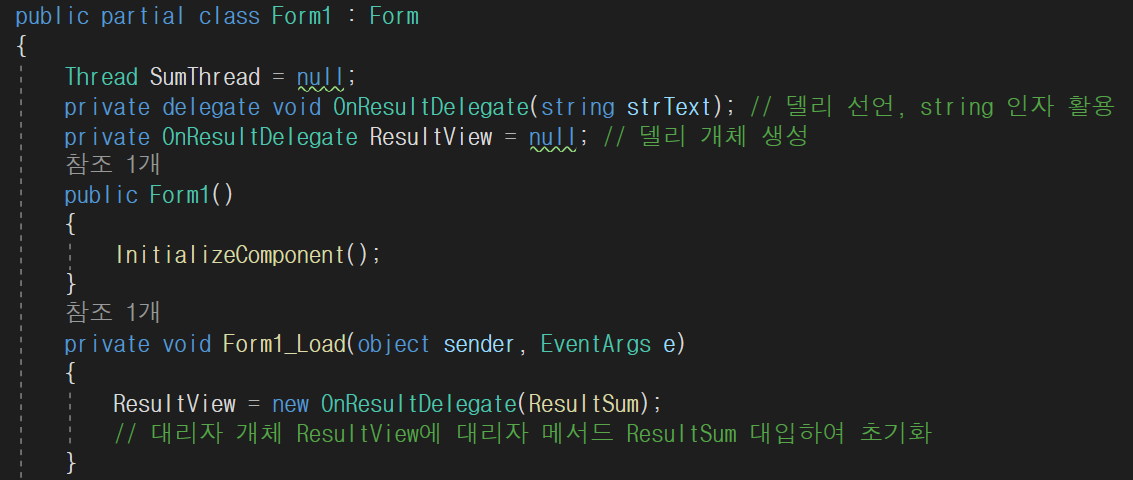 public partial class Form1 : Form
{
Thread SumThread = null;
private delegate void OnResultDelegate(string strText); // 델리 선언, string 인자 활용
private OnResultDelegate ResultView = null; // 델리 개체 생성
참조 1개
public Form1()
{
InitializeComponent();
}
참조 1개
private void Form1_Load(object sender, EventArgs e)
{
ResultView = new OnResultDelegate(ResultSum);
// 대리자 개체 ResultView에 대리자 메서드 ResultSum 대입하여 초기화
}